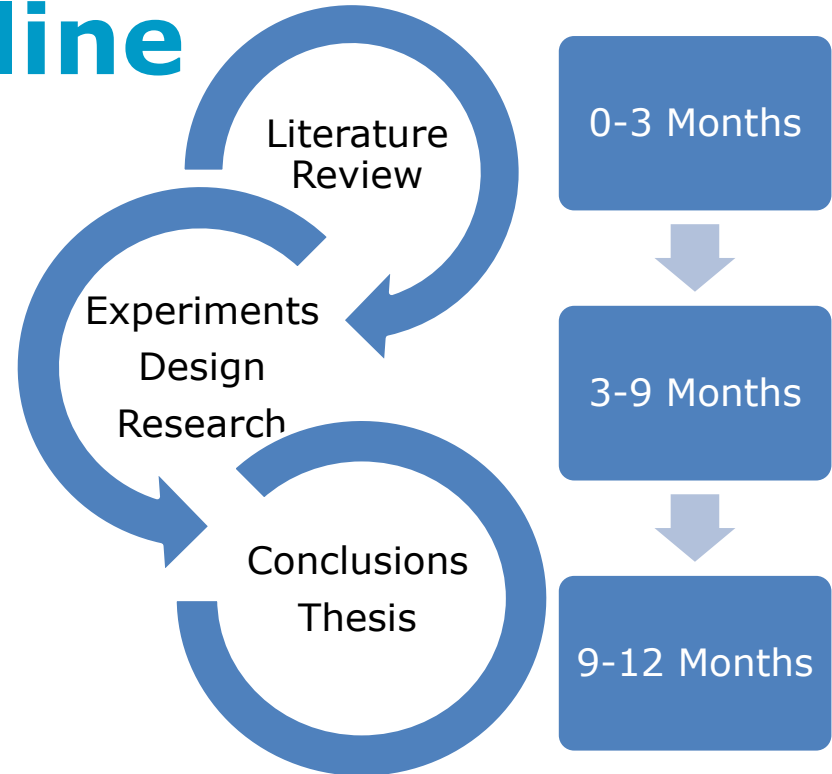 line
Literature
Review
0-3 Months
Experiments
Design
Research
3-9 Months
Conclusions
Thesis
9-12 Months